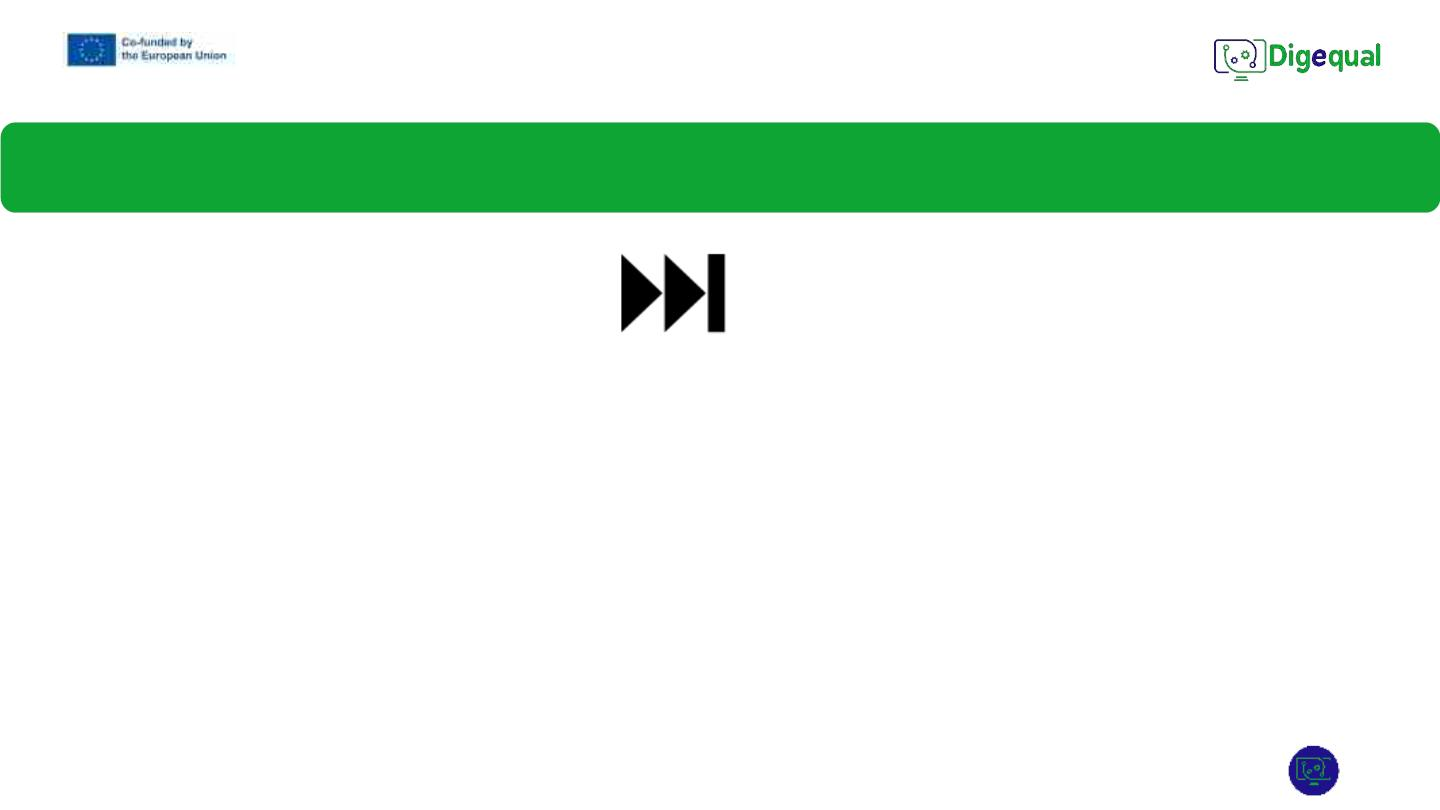 Co-funded by
the European Union
Digequal